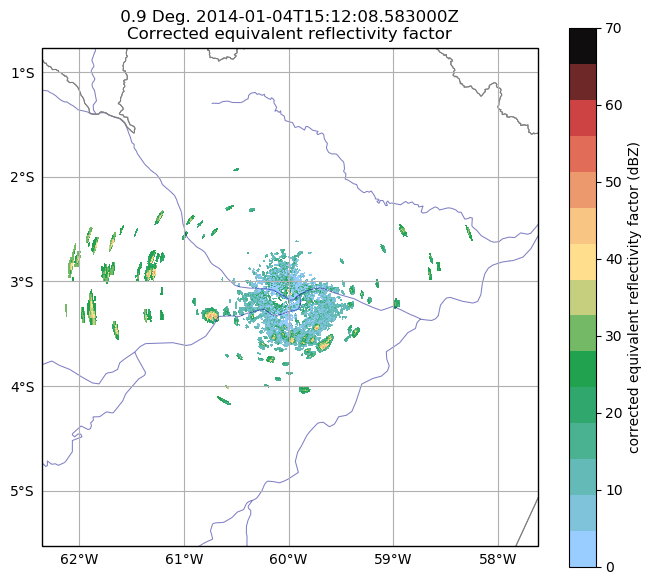 0.9 Deg. 2014-01-04T15:12:08.583000Z
Corrected equivalent reflectivity factor
1°S
2°S
3°S
4°S
5°S
62°W
61°W
60°W
59°W
58°W
70
60
50
40
30
20
10
0
corrected equivalent reflectivity factor (dBZ)